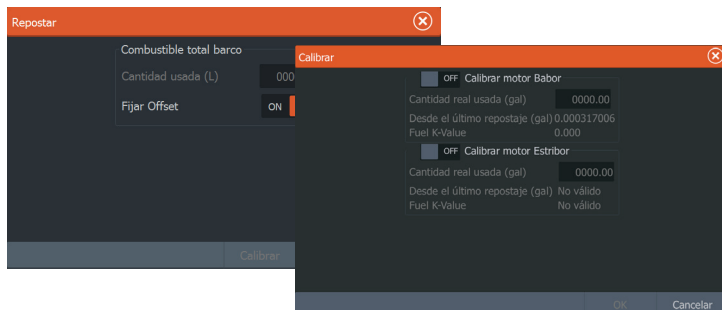 Repostar
Combustible total barco
Cantidad usada (L) 000
Fijar Offset ON
Calibrar
Calibrar
OFF Calibrar motor Babor
Cantidad real usada (gal) 0000.00
Desde el último repostaje (gal) 0.000317006
Fuel K-Value 0.000
OFF Calibrar motor Estribor
Cantidad real usada (gal) 0000.00
Desde el último repostaje (gal) No válido
Fuel K-Value No válido
OK Cancelar